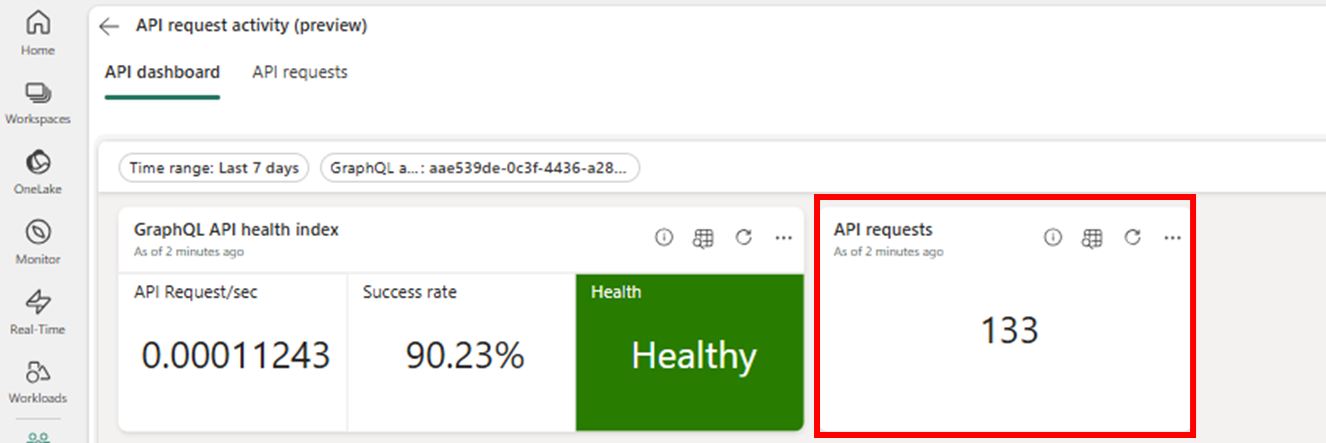 Home
Workspaces
OneLake
Monitor
Real-Time
Workloads
API request activity (preview)
API dashboard API requests
Time range: Last 7 days GraphQL a...: aae539de-0c3f-4436-a28...
GraphQL API health index
As of 2 minutes ago
API Request/sec Success rate Health
0.00011243 90.23% Healthy
API requests
As of 2 minutes ago
133